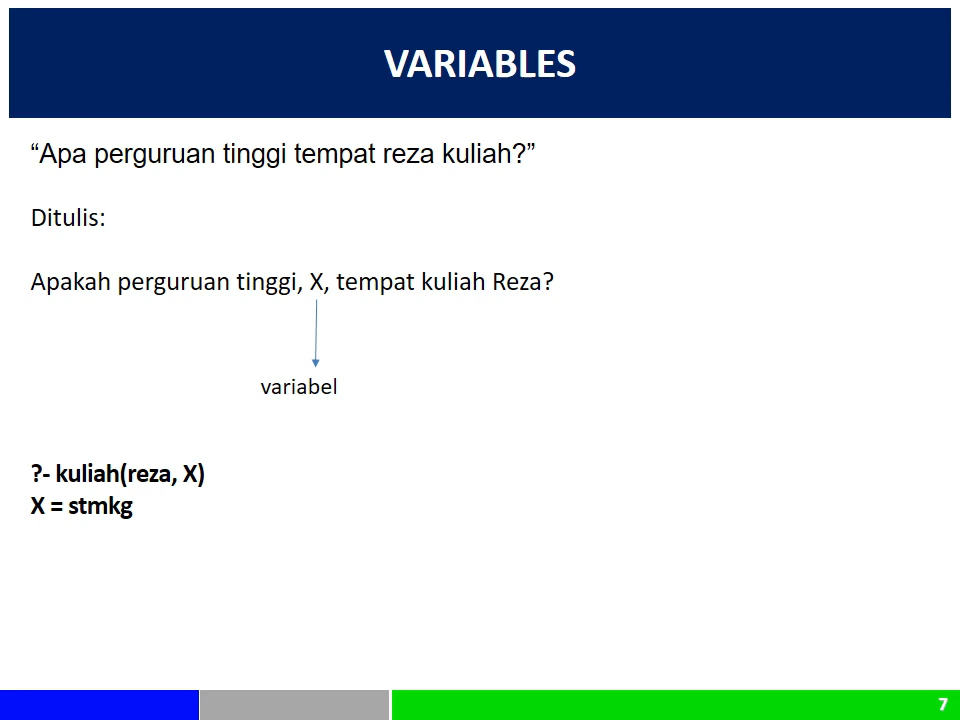 VARIABLES
“Apa perguruan tinggi tempat reza kuliah?”
Ditulis:
Apakah perguruan tinggi, X, tempat kuliah Reza?
variabel
?- kuliah(reza, X)
X = stmkg
7